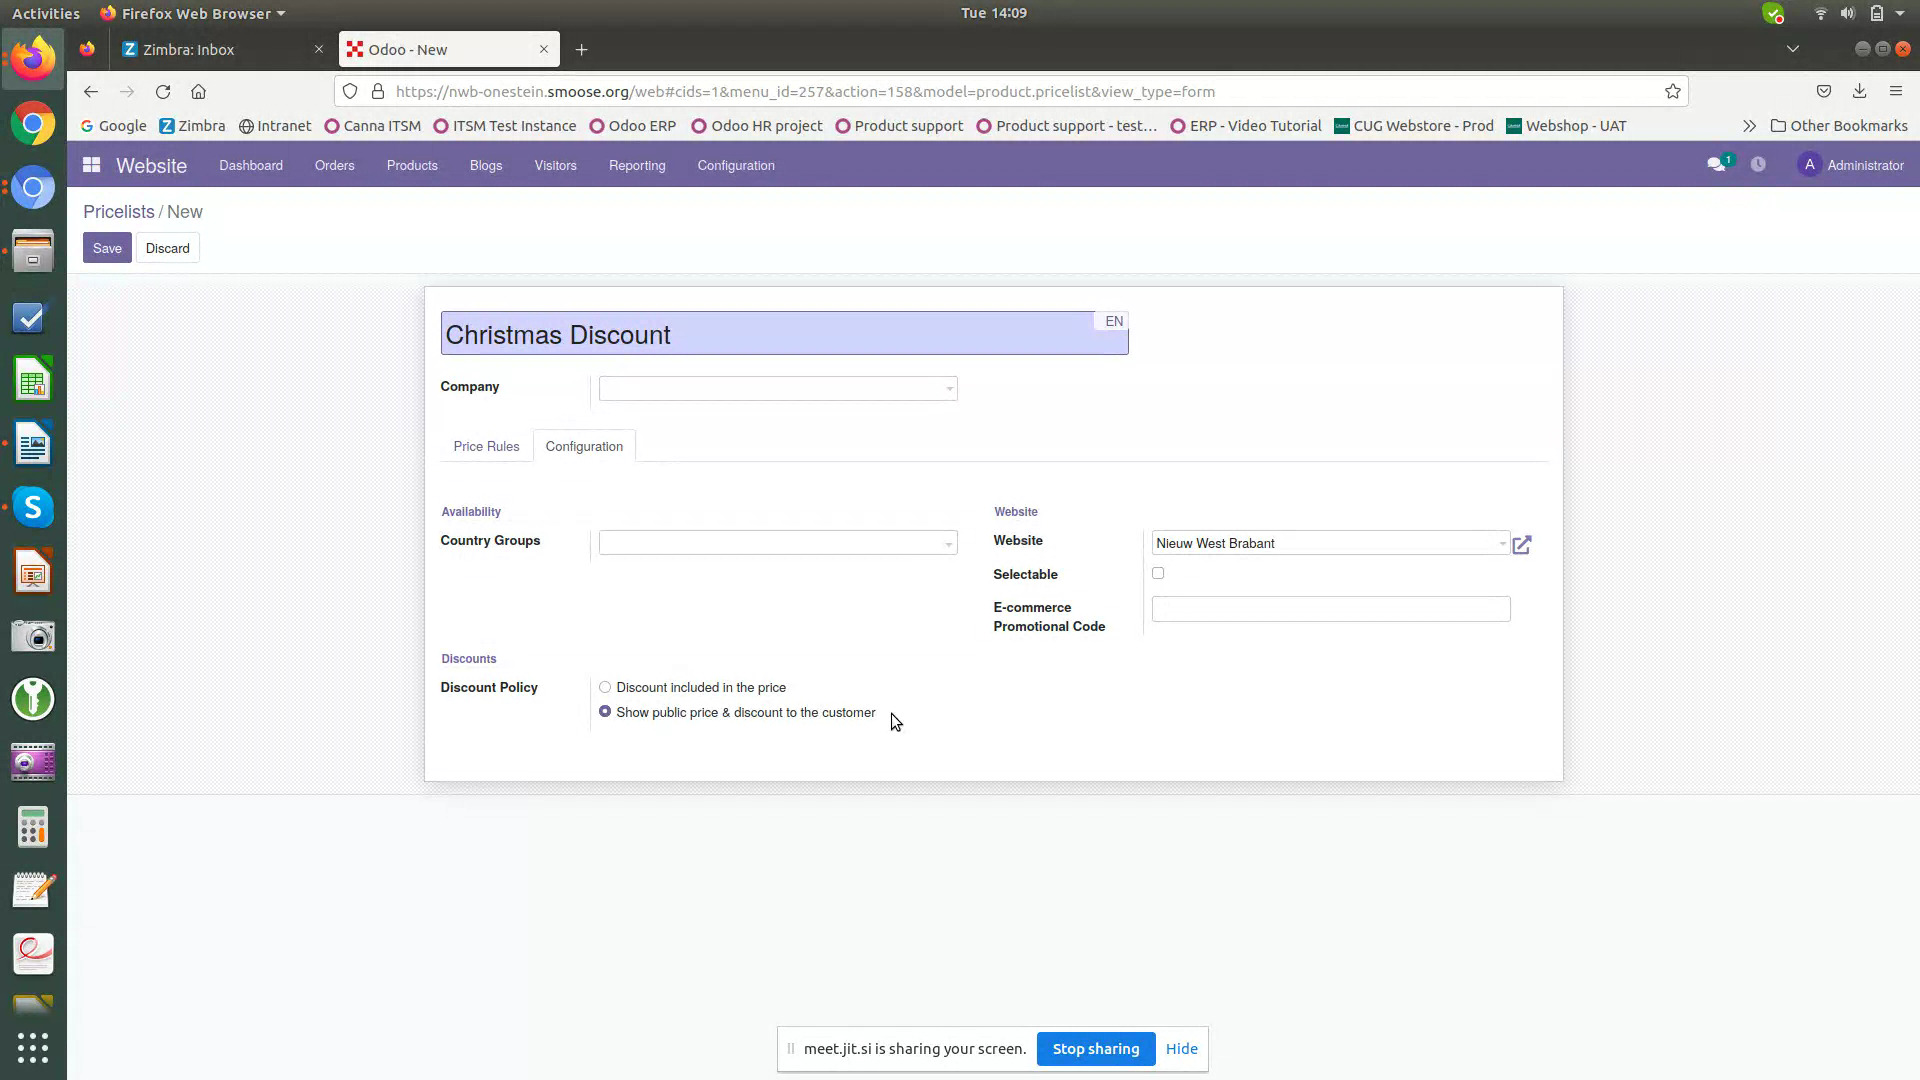 Activities Firefox Web Browser Tue 14:09
Zimbra: Inbox Odoo - New
https://nwb-onestein.smoose.org/web#cids=1&menu_id=257&action=158&model=product.pricelist&view_type=form
Google Zimbra Intranet Canna ITSM ITSM Test Instance Odoo ERP Odoo HR project Product support Product support - test… ERP - Video Tutorial CUG Webstore - Prod Webshop - UAT Other Bookmarks
Website Dashboard Orders Products Blogs Visitors Reporting Configuration 1 A Administrator
Pricelists / New
Save Discard
Christmas Discount EN
Company
Price Rules Configuration
Availability Website
Country Groups Website Nieuw West Brabant
Selectable
E-commerce
Promotional Code
Discounts
Discount Policy Discount included in the price
Show public price & discount to the customer
meet.jit.si is sharing your screen. Stop sharing Hide